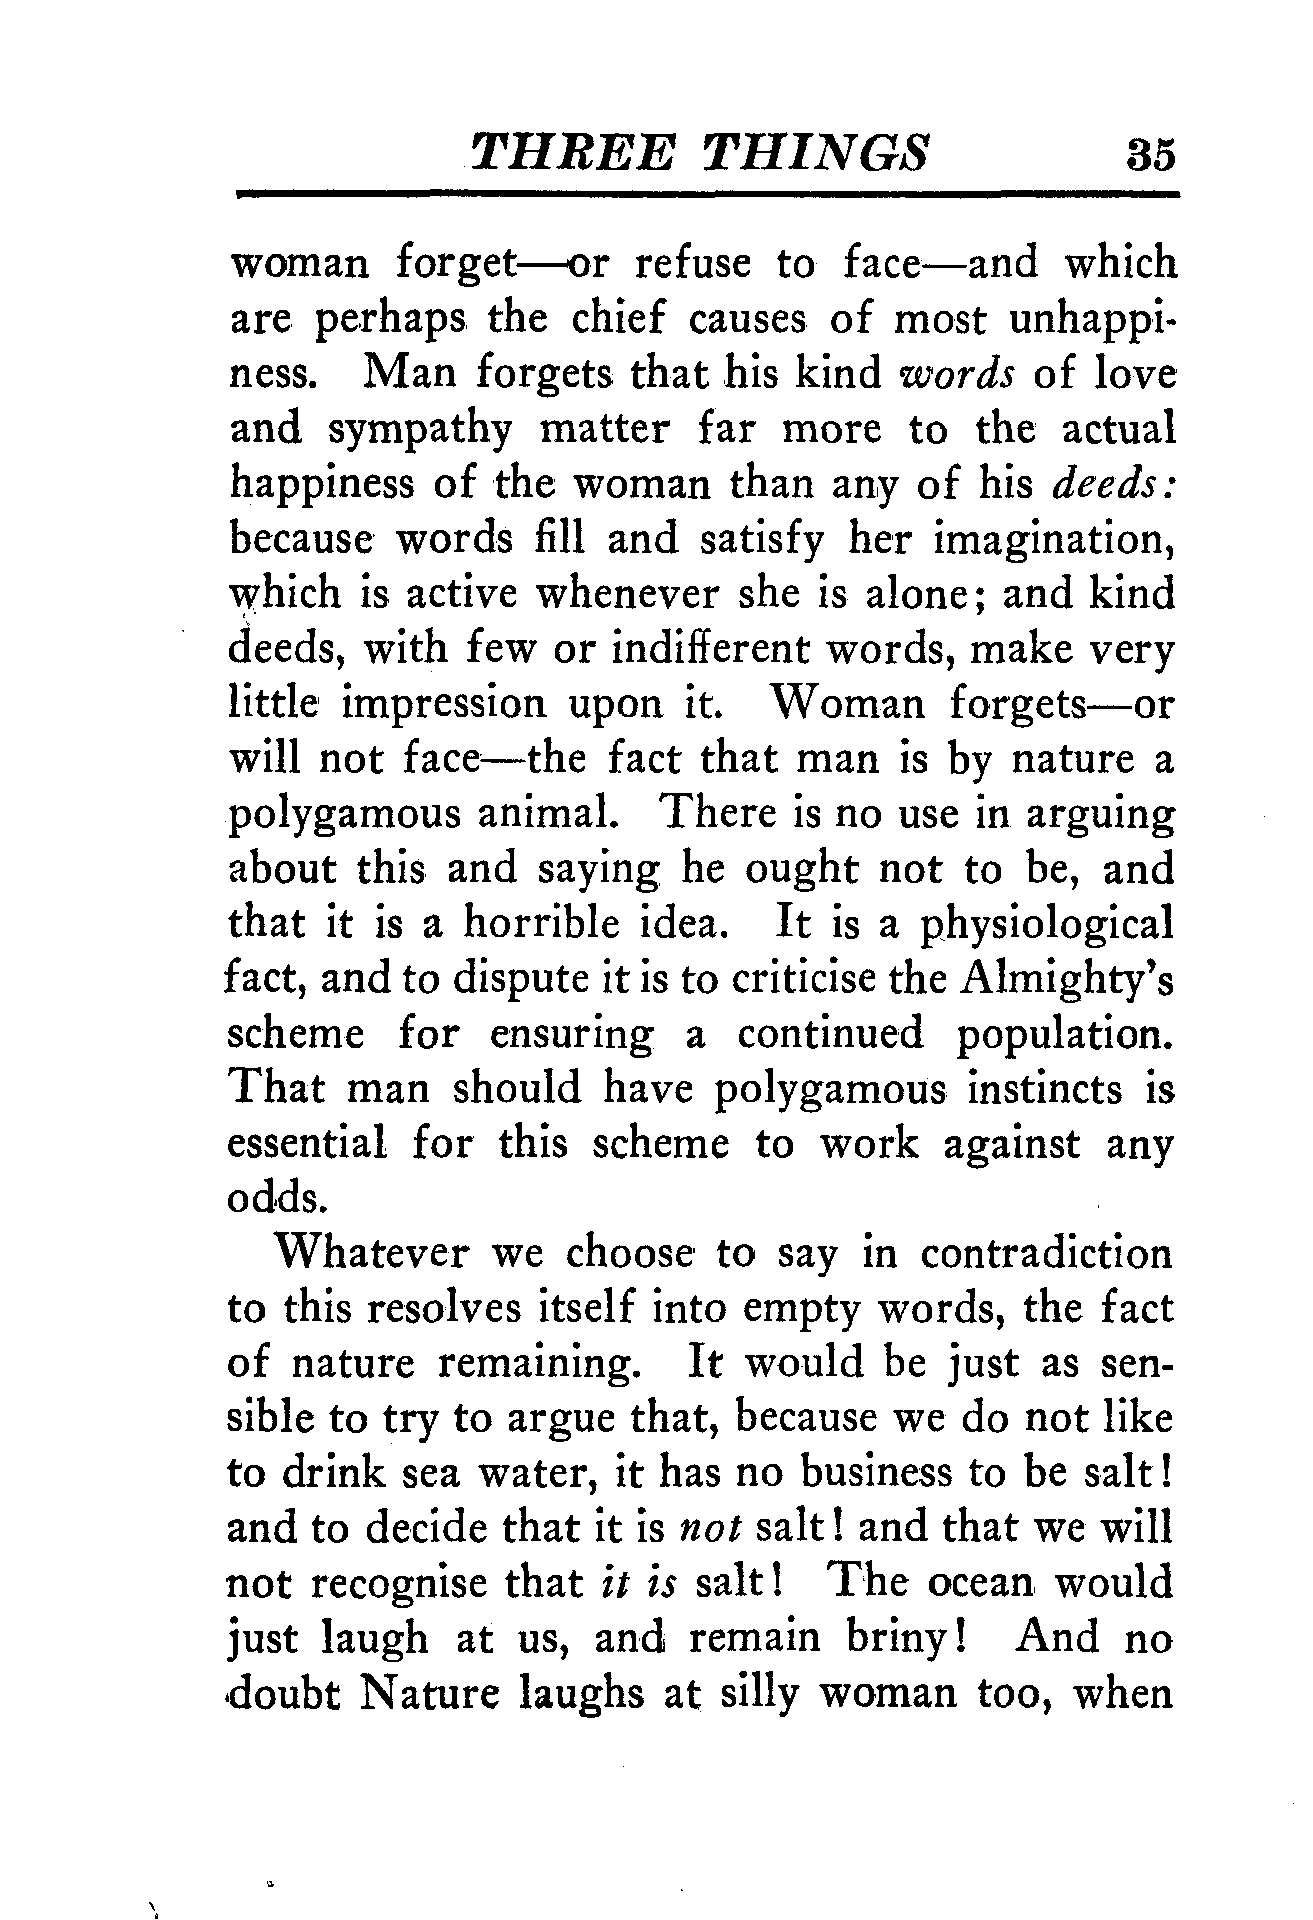 THREE THINGS 35
woman forget—or refuse to face—and which
are perhaps the chief causes of most unhappi-
ness. Man forgets that his kind words of love
and sympathy matter far more to the actual
happiness of the woman than any of his deeds:
because words fill and satisfy her imagination,
which is active whenever she is alone; and kind
deeds, with few or indifferent words, make very
little impression upon it. Woman forgets—or
will not face—the fact that man is by nature a
polygamous animal. There is no use in arguing
about this and saying he ought not to be, and
that it is a horrible idea. It is a physiological
fact, and to dispute it is to criticise the Almighty's
scheme for ensuring a continued population.
That man should have polygamous instincts is
essential for this scheme to work against any
odds.
Whatever we choose to say in contradiction
to this resolves itself into empty words, the fact
of nature remaining. It would be just as sen-
sible to try to argue that, because we do not like
to drink sea water, it has no business to be salt!
and to decide that it is not salt! and that we will
not recognise that it is salt! The ocean would
just laugh at us, and remain briny! And no
doubt Nature laughs at silly woman too, when